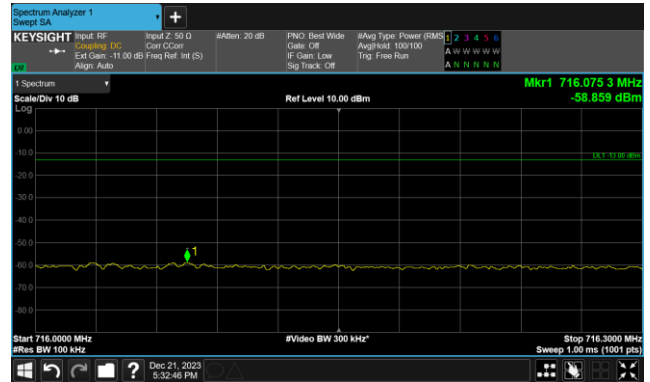 Spectrum Analyzer 1
Swept SA
KEYSIGHT
Input: RF
Coupling: DC
Ext Gain: -11.00 dB
Align: Auto
Input Z: 50 Ω
Corr CCorr
Freq Ref: Int (S)
#Atten: 20 dB
PNO: Best Wide
Gate: Off
IF Gain: Low
Sig Track: Off
#Avg Type: Power (RMS)
Avg|Hold: 100/100
Trig: Free Run
1 2 3 4 5 6
A W W W W W
A N N N N N
1 Spectrum
Scale/Div 10 dB
Log
Ref Level 10.00 dBm
Mkr1 716.075 3 MHz
-58.859 dBm
0.00
-10.0
DL1 -13.00 dBm
-20.0
-30.0
-40.0
-50.0
1
-60.0
-70.0
-80.0
Start 716.0000 MHz
#Res BW 100 kHz
#Video BW 300 kHz*
Stop 716.3000 MHz
Sweep 1.00 ms (1001 pts)
?
Dec 21, 2023
5:32:46 PM